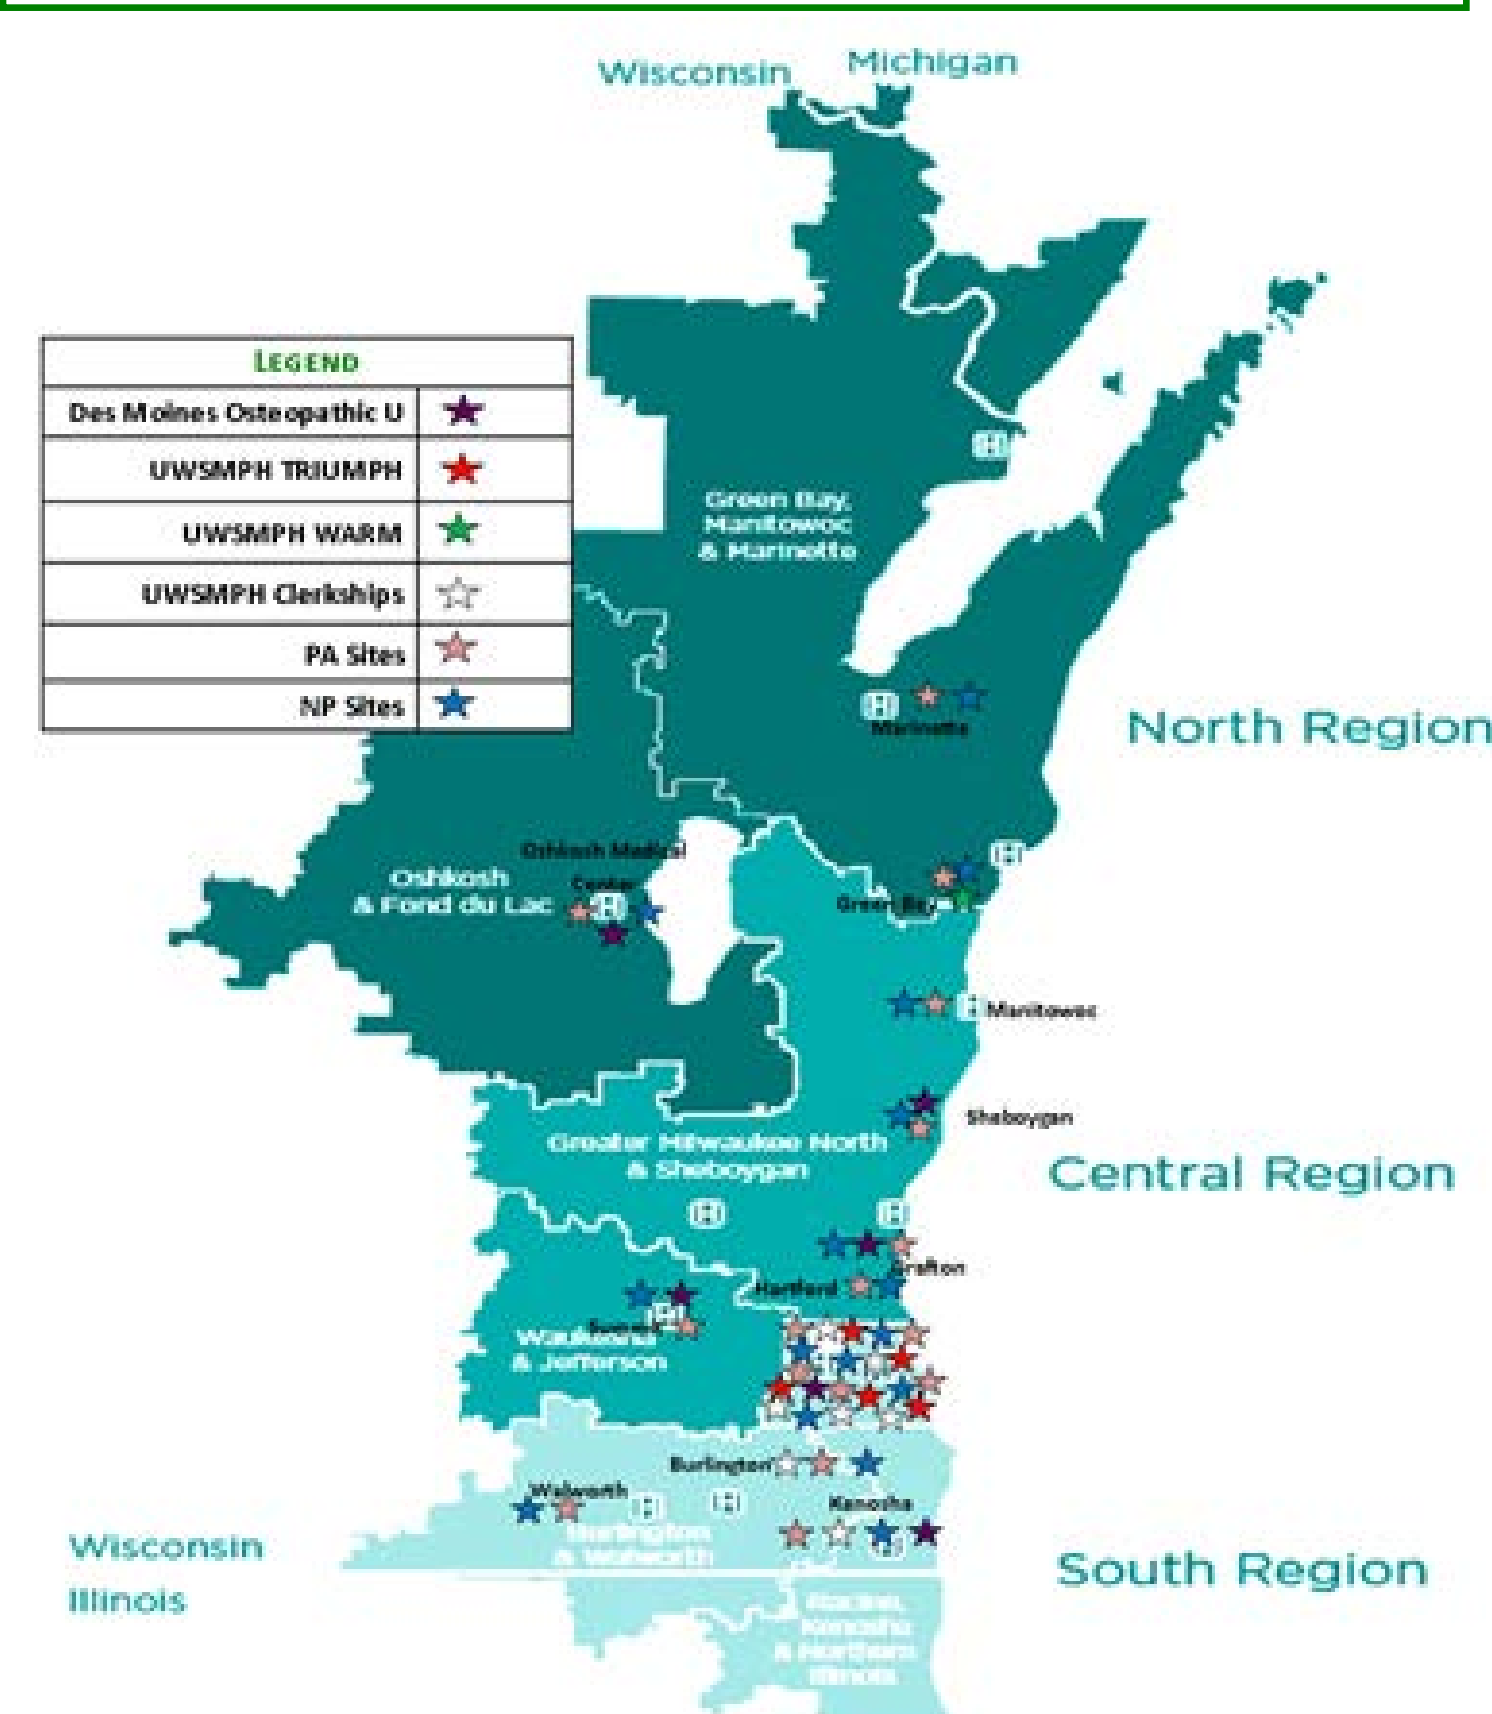 Wisconsin
Michigan
LEGEND
Des Moines Osteopathic U
UWSMPH TRIUMPH
UWSMPH WARM
UWSMPH Clerkships
PA Sites
NP Sites
Green Bay,
Manitowoc
& Marinette
H
H
Marinette
North Region
H
Oshkosh Medical
Center
Oshkosh
& Fond du Lac
H
Green Bay
H
Manitowoc
Sheboygan
Greater Milwaukee North
& Sheboygan
Central Region
H
H
Grafton
Hartford
H
Summit
Waukesha
& Jefferson
Burlington
Walworth
H
H
Kenosha
Burlington
& Walworth
H
Wisconsin
Illinois
South Region
Racine,
Kenosha
& Northern
Illinois